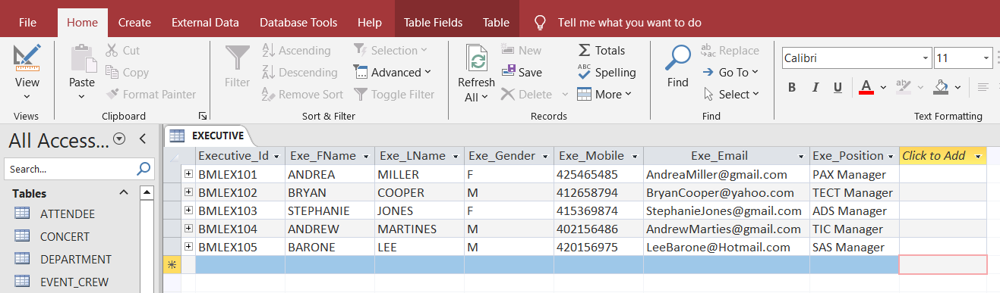 File Home Create External Data Database Tools Help Table Fields Table Tell me what you want to do
View
Views
Paste
Cut
Copy
Format Painter
Clipboard
Filter
Ascending
Descending
Remove Sort
Selection
Advanced
Toggle Filter
Sort & Filter
Refresh
All
New
Save
Delete
Totals
ABC Spelling
More
Records
Find
ab ac Replace
Go To
Select
Find
Calibri 11
B I U A ab
Text Formatting
All Access...
Search...
Tables
ATTENDEE
CONCERT
DEPARTMENT
EVENT_CREW
EXECUTIVE
Executive_Id Exe_FName Exe_LName Exe_Gender Exe_Mobile Exe_Email Exe_Position Click to Add
BMLEX101 ANDREA MILLER F 425465485 AndreaMiller@gmail.com PAX Manager
BMLEX102 BRYAN COOPER M 412658794 BryanCooper@yahoo.com TECT Manager
BMLEX103 STEPHANIE JONES F 415369874 StephanieJones@gmail.com ADS Manager
BMLEX104 ANDREW MARTINES M 402156486 AndrewMarties@gmail.com TIC Manager
BMLEX105 BARONE LEE M 420156975 LeeBarone@Hotmail.com SAS Manager